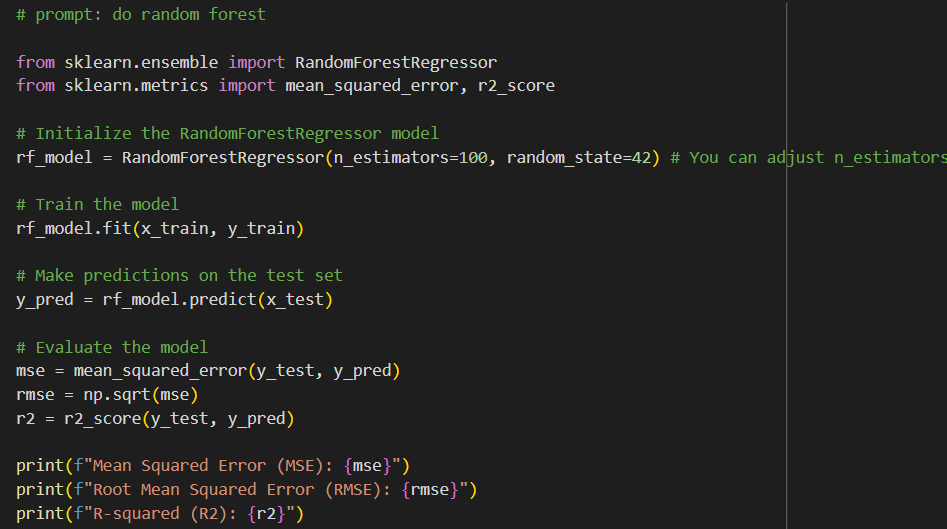 # prompt: do random forest
from sklearn.ensemble import RandomForestRegressor
from sklearn.metrics import mean_squared_error, r2_score
# Initialize the RandomForestRegressor model
rf_model = RandomForestRegressor(n_estimators=100, random_state=42) # You can adjust n_estimators
# Train the model
rf_model.fit(x_train, y_train)
# Make predictions on the test set
y_pred = rf_model.predict(x_test)
# Evaluate the model
mse = mean_squared_error(y_test, y_pred)
rmse = np.sqrt(mse)
r2 = r2_score(y_test, y_pred)
print(f"Mean Squared Error (MSE): {mse}")
print(f"Root Mean Squared Error (RMSE): {rmse}")
print(f"R-squared (R2): {r2}")